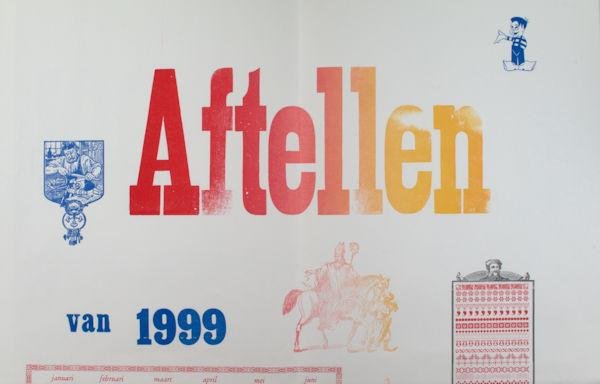 Aftellen
van 1999
januari februari maart april mei juni